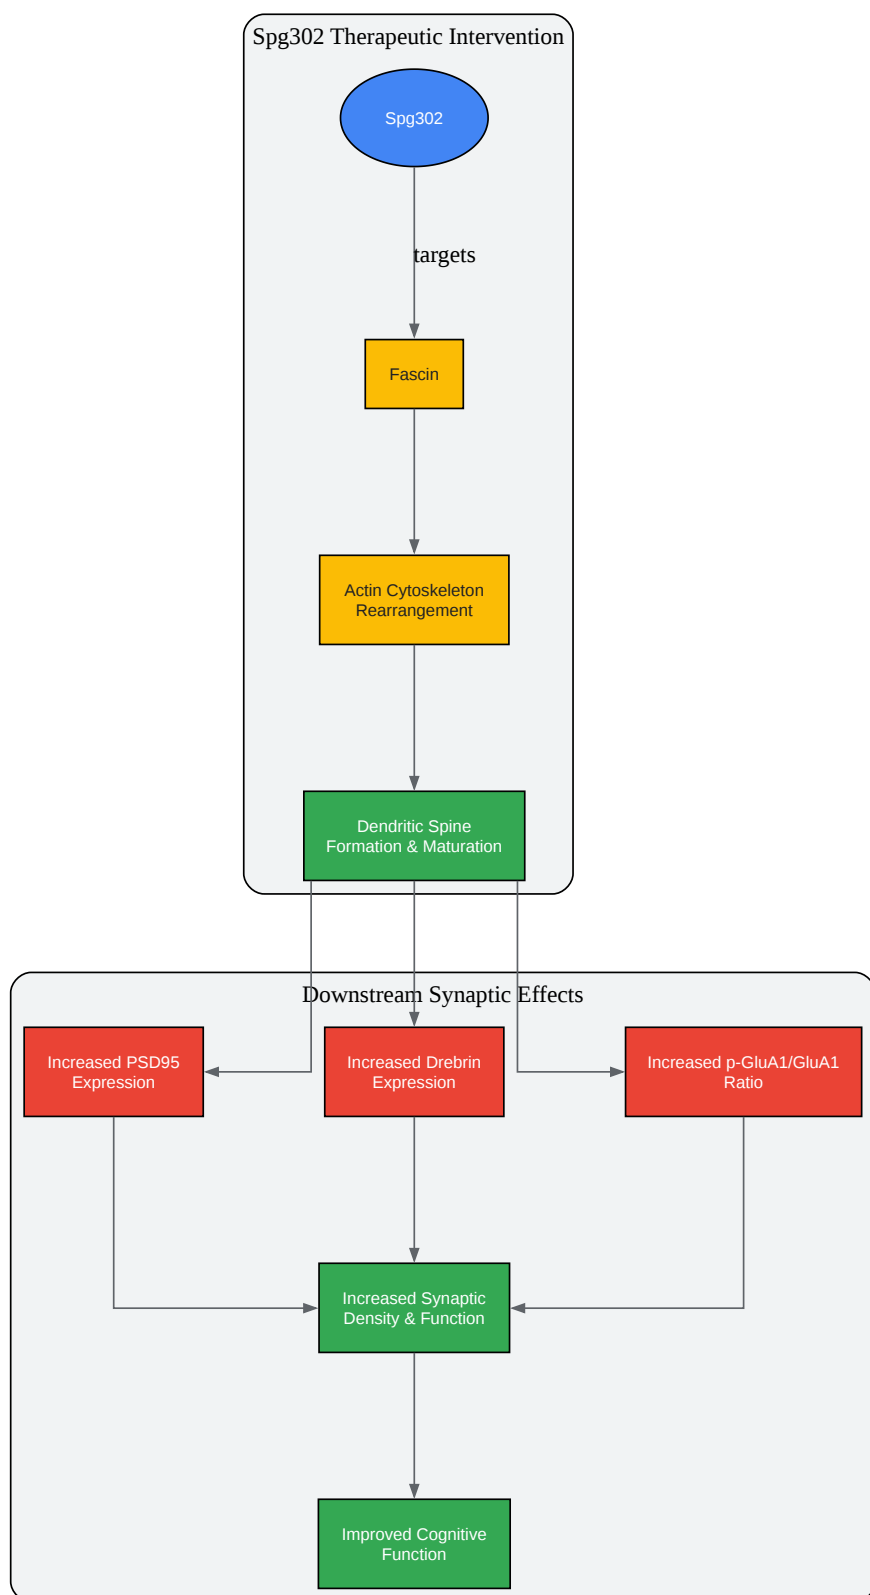 Spg302 Therapeutic Intervention
Spg302
targets
Fascin
Actin Cytoskeleton
Rearrangement
Dendritic Spine
Formation & Maturation
Downstream Synaptic Effects
Increased PSD95
Expression
Increased Drebrin
Expression
Increased p-GluA1/GluA1
Ratio
Increased Synaptic
Density & Function
Improved Cognitive
Function